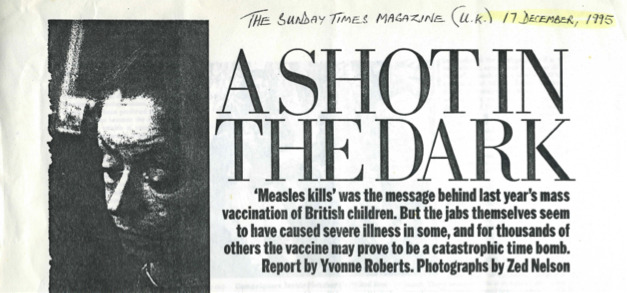 THE SUNDAY TIMES MAGAZINE (U.K.) 17 DECEMBER, 1995
A SHOT IN
THE DARK
'Measles kills' was the message behind last year's mass
vaccination of British children. But the jabs themselves seem
to have caused severe illness in some, and for thousands of
others the vaccine may prove to be a catastrophic time bomb.
Report by Yvonne Roberts. Photographs by Zed Nelson